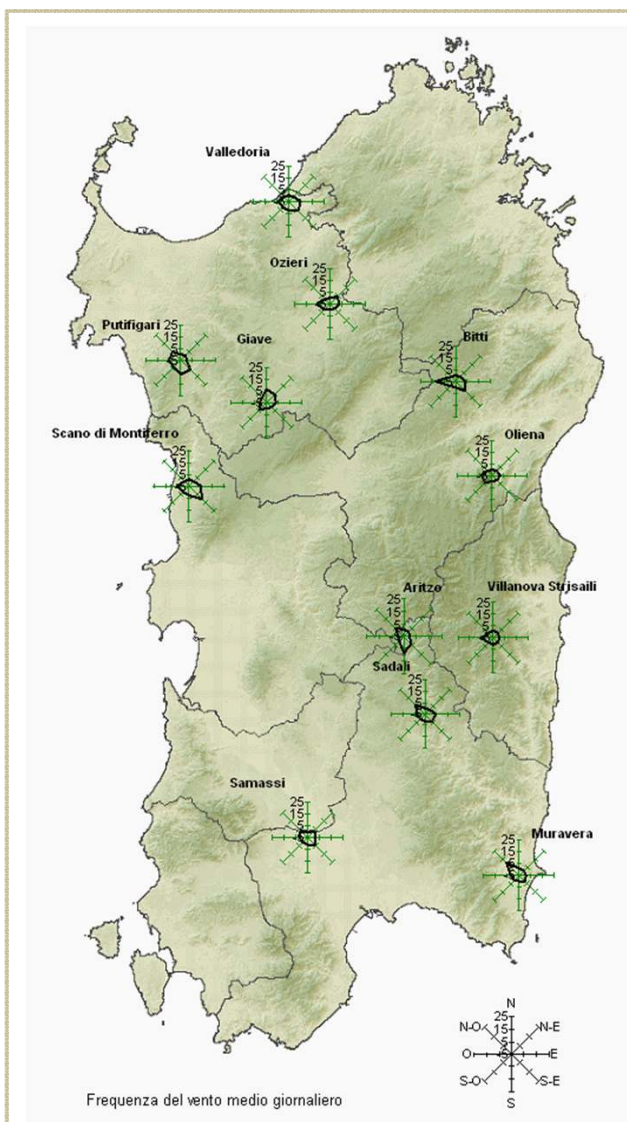 Valledoria
25
15
5
Ozieri
25
15
5
Putifigari
25
15
5
Giave
25
15
5
Bitti
25
15
5
Scano di Montiferro
25
15
5
Oliena
25
15
5
Aritzo
25
15
5
Villanova Strisaili
25
15
5
Sadali
25
15
5
Samassi
25
15
5
Muravera
25
15
5
N
25
N-O
15
N-E
5
O
E
S-O
S-E
S
Frequenza del vento medio giornaliero